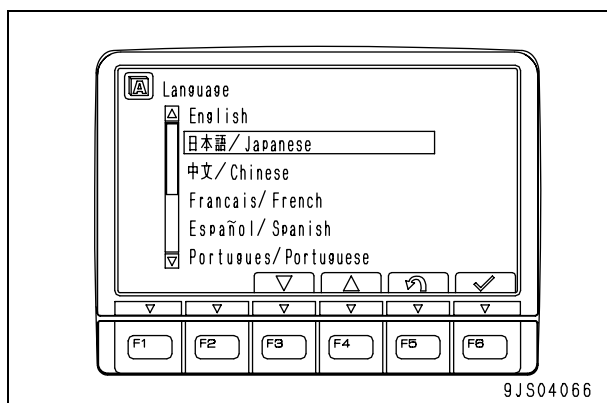 A Language
English
日本語/Japanese
中文/Chinese
Francais/French
Español/Spanish
Portugues/Portuguese
F1 F2 F3 F4 F5 F6
9JS04066